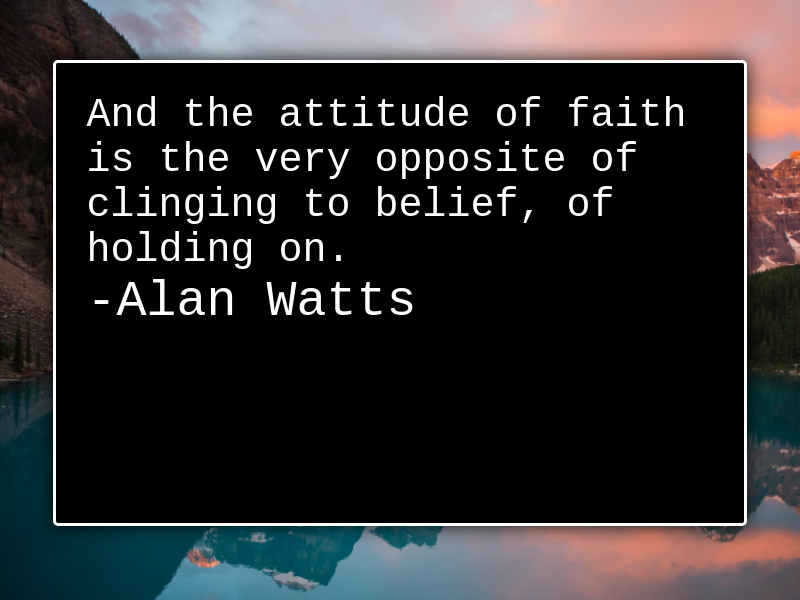 And the attitude of faith
is the very opposite of
clinging to belief, of
holding on.
-Alan Watts